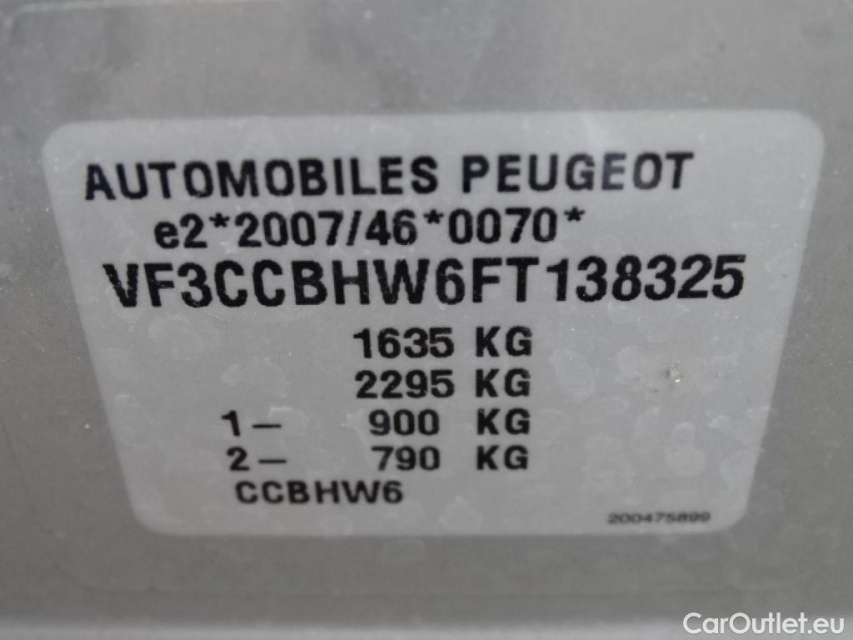 AUTOMOBILES PEUGEOT
e2*2007/46*0070*
VF3CCBHW6FT138325
1635 KG
2295 KG
1- 900 KG
2- 790 KG
CCBHW6
200475899
CarOutlet.eu